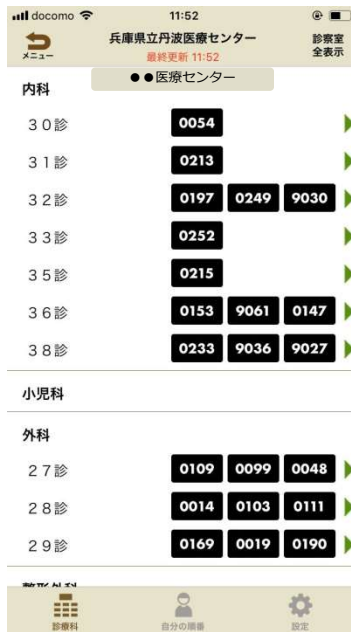 docomo 11:52
メニュー 兵庫県立丹波医療センター 診察室
最終更新 11:52 全表示
●●医療センター
内科
30診 0054
31診 0213
32診 0197 0249 9030
33診 0252
35診 0215
36診 0153 9061 0147
38診 0233 9036 9027
小児科
外科
27診 0109 0099 0048
28診 0014 0103 0111
29診 0169 0019 0190
整形外科
診療科 自分の順番 設定